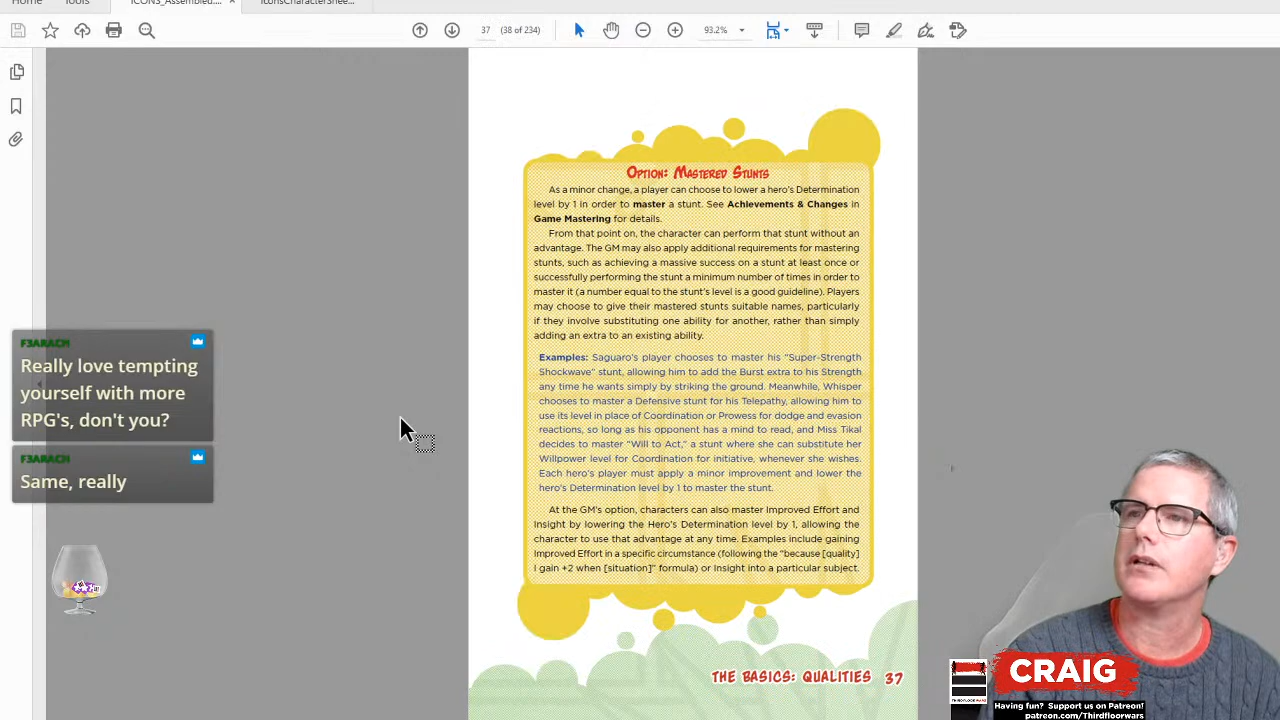 Home
Tools
ICONS_Assembled....
IconsCharacterShee...
37
(38 of 234)
93.2%
OPTION: MASTERED STUNTS
As a minor change, a player can choose to lower a hero's Determination
level by 1 in order to master a stunt. See Achievements & Changes in
Game Mastering for details.
From that point on, the character can perform that stunt without an
advantage. The GM may also apply additional requirements for mastering
stunts, such as achieving a massive success on a stunt at least once or
successfully performing the stunt a minimum number of times in order to
master it (a number equal to the stunt's level is a good guideline). Players
may choose to give their mastered stunts suitable names, particularly
if they involve substituting one ability for another, rather than simply
adding an extra to an existing ability.
Examples: Saguaro's player chooses to master his "Super-Strength
Shockwave" stunt, allowing him to add the Burst extra to his Strength
any time he wants simply by striking the ground. Meanwhile, Whisper
chooses to master a Defensive stunt for his Telepathy, allowing him to
use its level in place of Coordination or Prowess for dodge and evasion
reactions, so long as his opponent has a mind to read, and Miss Tikal
decides to master "Will to Act," a stunt where she can substitute her
Willpower level for Coordination for initiative, whenever she wishes.
Each hero's player must apply a minor improvement and lower the
hero's Determination level by 1 to master the stunt.
At the GM's option, characters can also master Improved Effort and
Insight by lowering the Hero's Determination level by 1, allowing the
character to use that advantage at any time. Examples include gaining
Improved Effort in a specific circumstance (following the "because [quality]
I gain +2 when [situation]" formula) or Insight into a particular subject.
THE BASICS: QUALITIES 37
F3ARACH
Really love tempting
yourself with more
RPG's, don't you?
F3ARACH
Same, really
CRAIG
Having fun? Support us on Patreon!
patreon.com/Thirdfloorwars